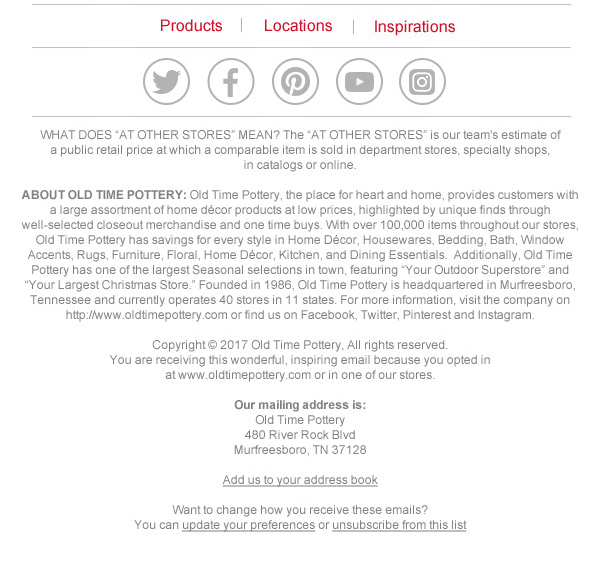 Products | Locations | Inspirations
WHAT DOES “AT OTHER STORES” MEAN? The “AT OTHER STORES” is our team's estimate of
a public retail price at which a comparable item is sold in department stores, specialty shops,
in catalogs or online.
ABOUT OLD TIME POTTERY: Old Time Pottery, the place for heart and home, provides customers with
a large assortment of home décor products at low prices, highlighted by unique finds through
well-selected closeout merchandise and one time buys. With over 100,000 items throughout our stores,
Old Time Pottery has savings for every style in Home Décor, Housewares, Bedding, Bath, Window
Accents, Rugs, Furniture, Floral, Home Décor, Kitchen, and Dining Essentials. Additionally, Old Time
Pottery has one of the largest Seasonal selections in town, featuring “Your Outdoor Superstore” and
“Your Largest Christmas Store.” Founded in 1986, Old Time Pottery is headquartered in Murfreesboro,
Tennessee and currently operates 40 stores in 11 states. For more information, visit the company on
http://www.oldtimepottery.com or find us on Facebook, Twitter, Pinterest and Instagram.
Copyright © 2017 Old Time Pottery, All rights reserved.
You are receiving this wonderful, inspiring email because you opted in
at www.oldtimepottery.com or in one of our stores.
Our mailing address is:
Old Time Pottery
480 River Rock Blvd
Murfreesboro, TN 37128
Add us to your address book
Want to change how you receive these emails?
You can update your preferences or unsubscribe from this list